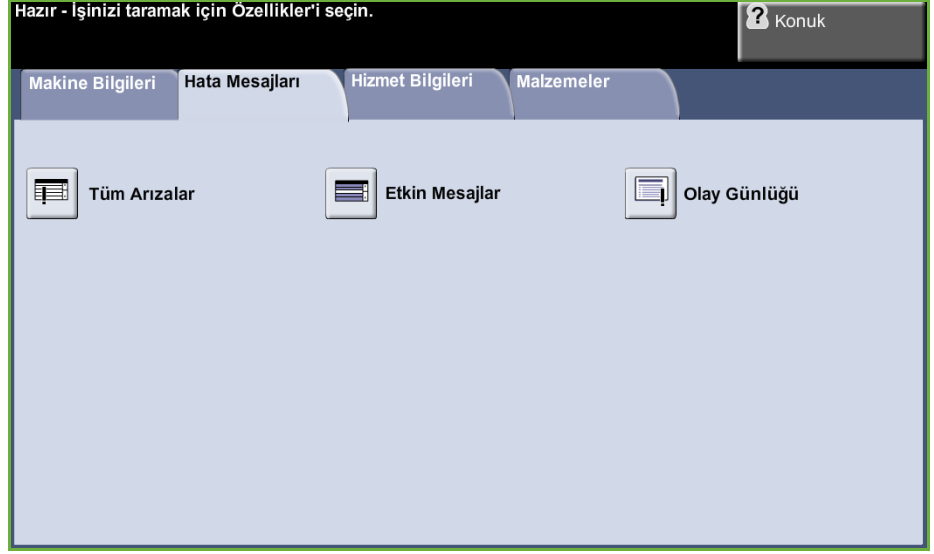 Hazır - İşinizi taramak için Özellikler'i seçin.
? Konuk
Makine Bilgileri
Hata Mesajları
Hizmet Bilgileri
Malzemeler
Tüm Arızalar
Etkin Mesajlar
Olay Günlüğü